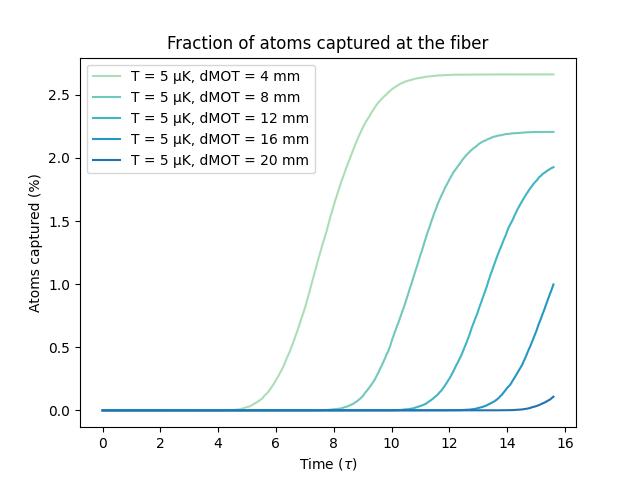 Fraction of atoms captured at the fiber
T = 5 μK, dMOT = 4 mm
T = 5 μK, dMOT = 8 mm
T = 5 μK, dMOT = 12 mm
T = 5 μK, dMOT = 16 mm
T = 5 μK, dMOT = 20 mm
Atoms captured (%)
2.5
2.0
1.5
1.0
0.5
0.0
0 2 4 6 8 10 12 14 16
Time (τ)